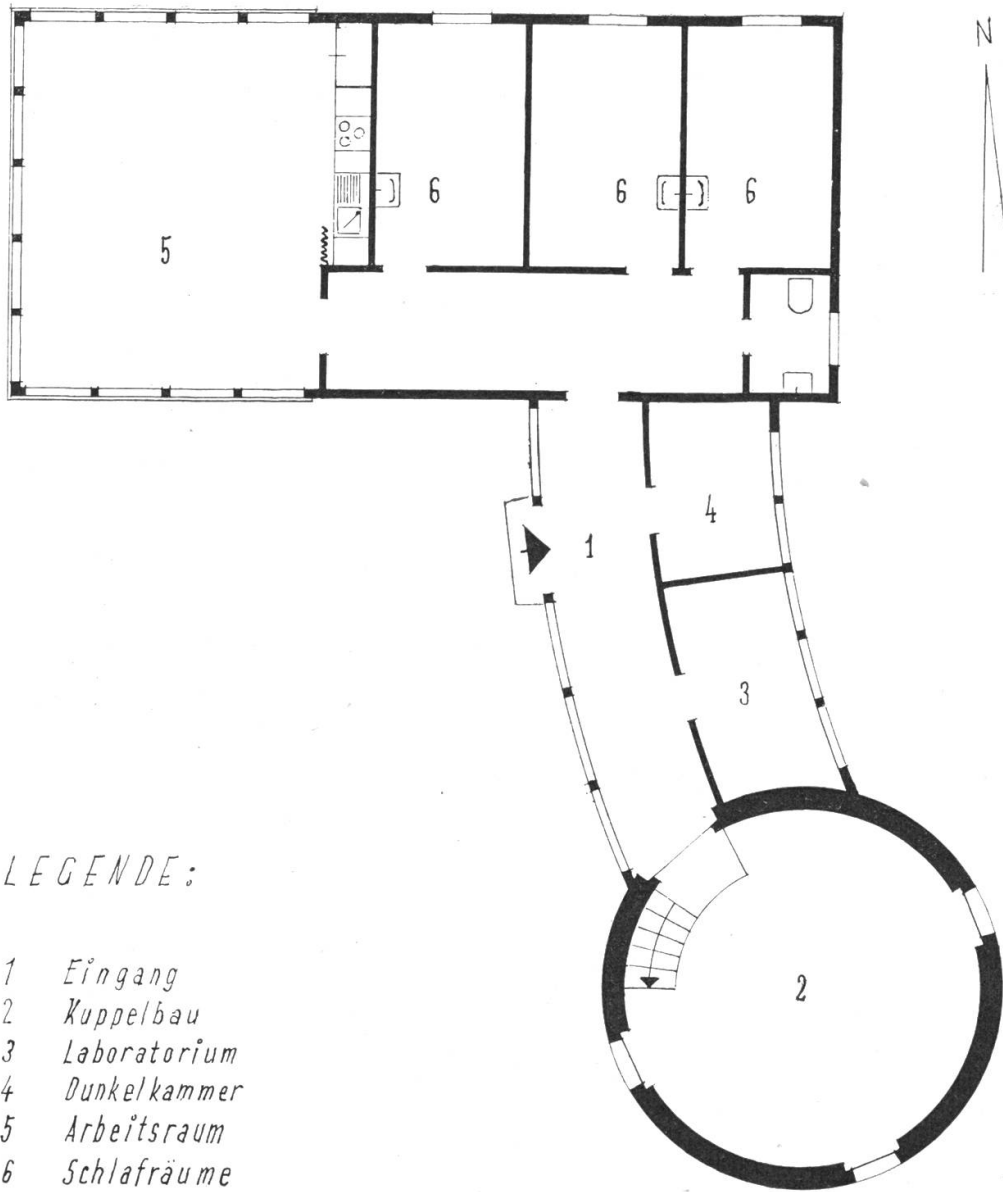 N
6
6
6
5
4
1
3
2
LEGENDE:
1 Eingang
2 Kuppelbau
3 Laboratorium
4 Dunkelkammer
5 Arbeitsraum
6 Schlafräume